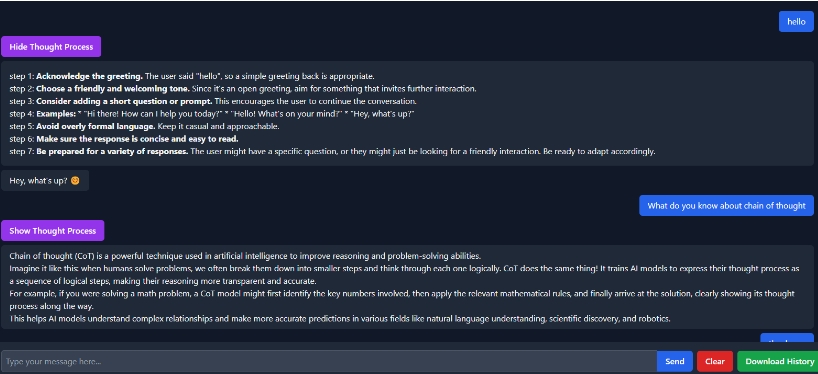 hello
Hide Thought Process
step 1: Acknowledge the greeting. The user said "hello", so a simple greeting back is appropriate.
step 2: Choose a friendly and welcoming tone. Since it's an open greeting, aim for something that invites further interaction.
step 3: Consider adding a short question or prompt. This encourages the user to continue the conversation.
step 4: Examples: * "Hi there! How can I help you today?" * "Hello! What's on your mind?" * "Hey, what's up?"
step 5: Avoid overly formal language. Keep it casual and approachable.
step 6: Make sure the response is concise and easy to read.
step 7: Be prepared for a variety of responses. The user might have a specific question, or they might just be looking for a friendly interaction. Be ready to adapt accordingly.
Hey, what's up? 😊
What do you know about chain of thought
Show Thought Process
Chain of thought (CoT) is a powerful technique used in artificial intelligence to improve reasoning and problem-solving abilities.
Imagine it like this: when humans solve problems, we often break them down into smaller steps and think through each one logically. CoT does the same thing! It trains AI models to express their thought process as
a sequence of logical steps, making their reasoning more transparent and accurate.
For example, if you were solving a math problem, a CoT model might first identify the key numbers involved, then apply the relevant mathematical rules, and finally arrive at the solution, clearly showing its thought
process along the way.
This helps AI models understand complex relationships and make more accurate predictions in various fields like natural language understanding, scientific discovery, and robotics.
Type your message here...
Send
Clear
Download History